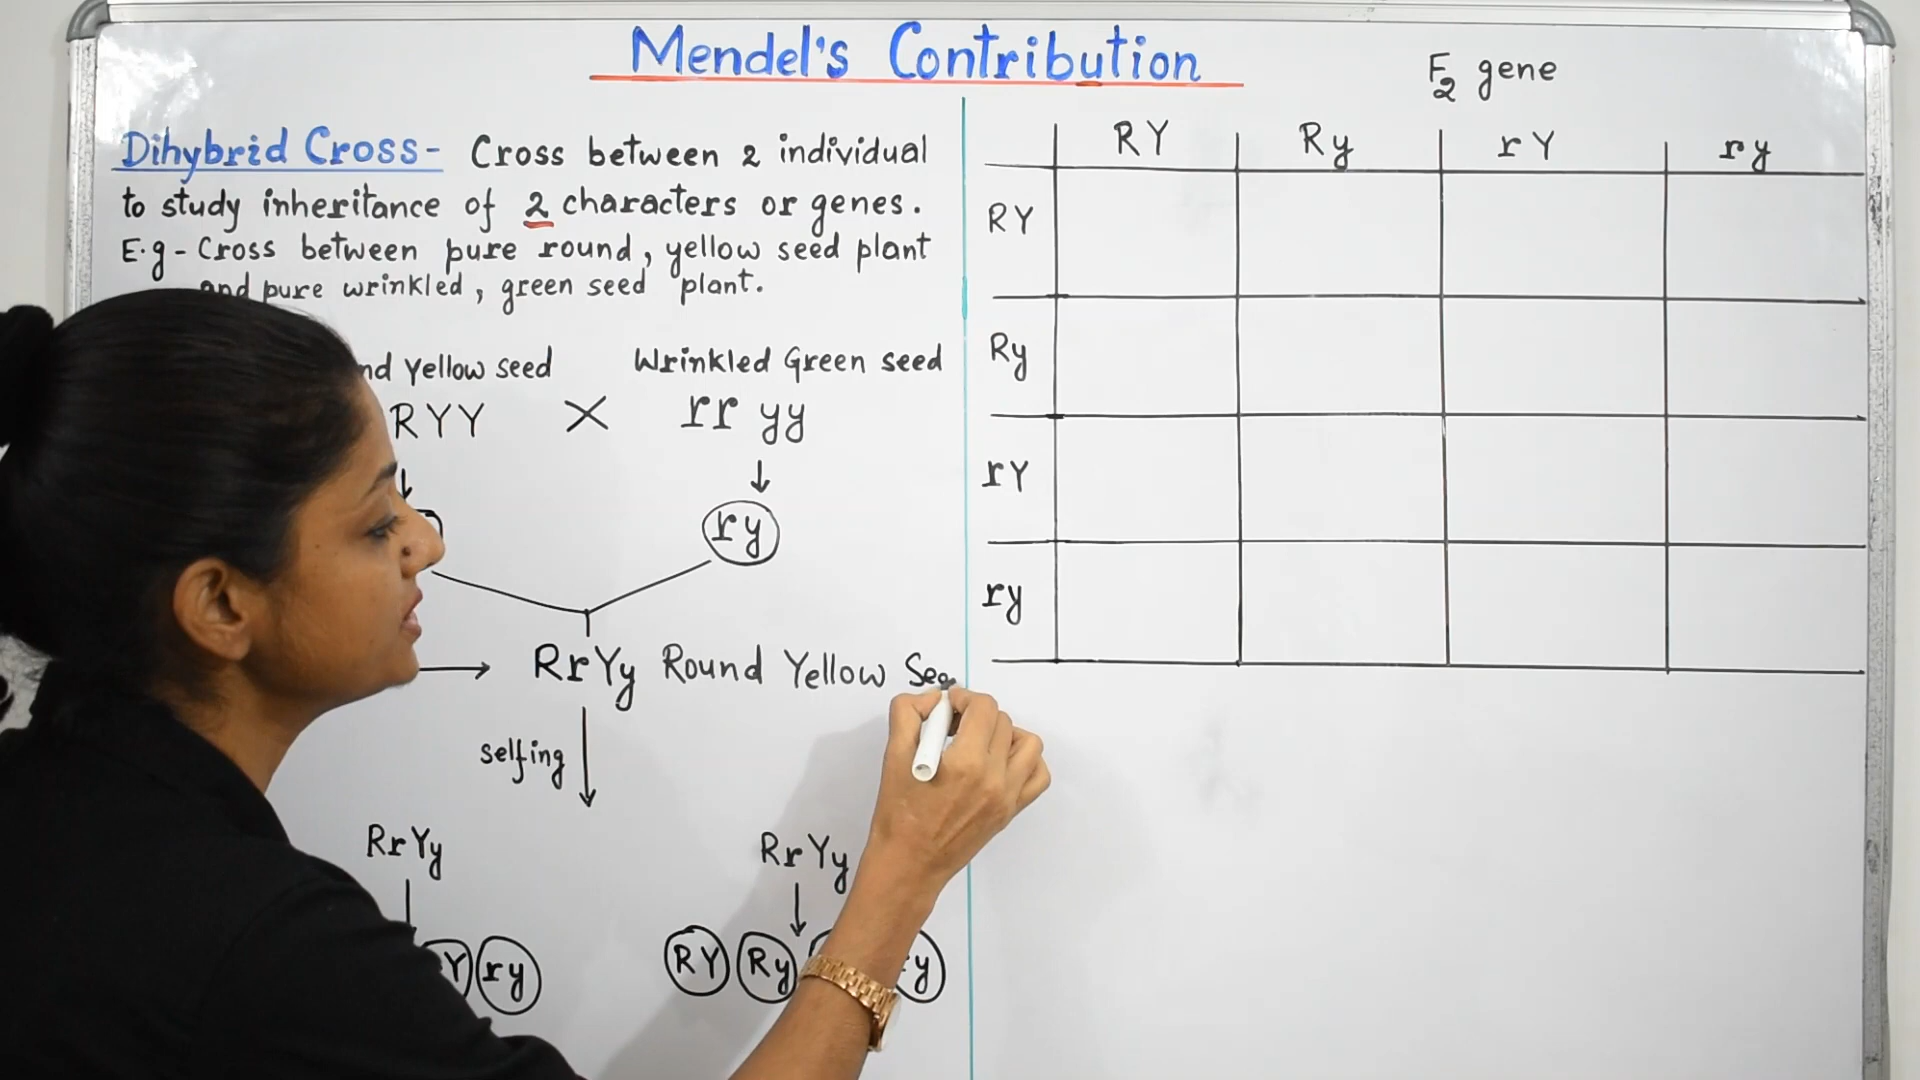 Mendel's Contribution
Dihybrid Cross- Cross between 2 individual
to study inheritance of 2 characters or genes.
E.g - Cross between pure round, yellow seed plant
and pure wrinkled, green seed plant.
Yellow seed Wrinkled Green seed
RYY X rr yy
ry
RrYy Round Yellow
selfing
RrYy RrYy
ry RY Ry
F2 gene
RY Ry rY ry
RY
Ry
rY
ry